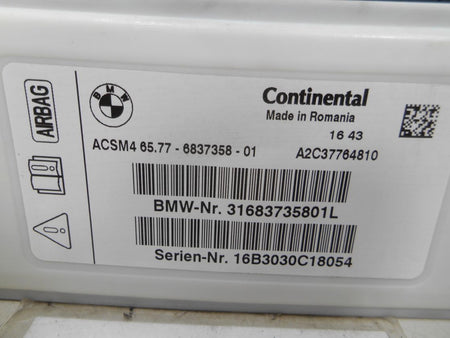 AIRBAG
BMW
Continental
Made in Romania
16 43
ACSM4 65.77 - 6837358 - 01 A2C37764810
BMW-Nr. 31683735801L
Serien-Nr. 16B3030C18054